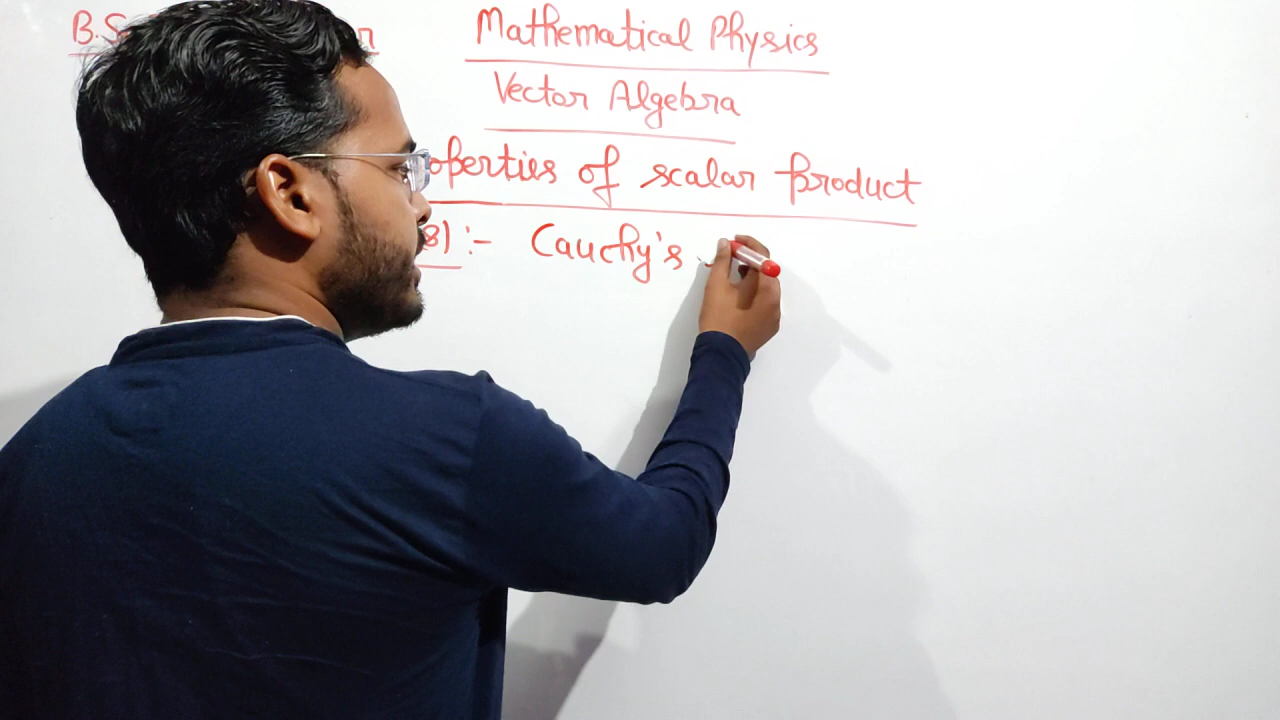 B.S
Mathematical Physics
Vector Algebra
operties of scalar product
(8) :- Cauchy's